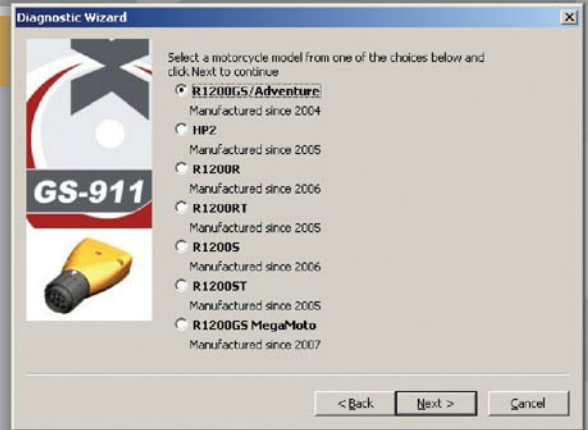 Diagnostic Wizard
Select a motorcycle model from one of the choices below and
click Next to continue
R1200GS/Adventure
Manufactured since 2004
HP2
Manufactured since 2005
R1200R
Manufactured since 2006
R1200RT
Manufactured since 2005
R1200S
Manufactured since 2006
R1200ST
Manufactured since 2005
R1200GS MegaMoto
Manufactured since 2007
GS-911
< Back
Next >
Cancel